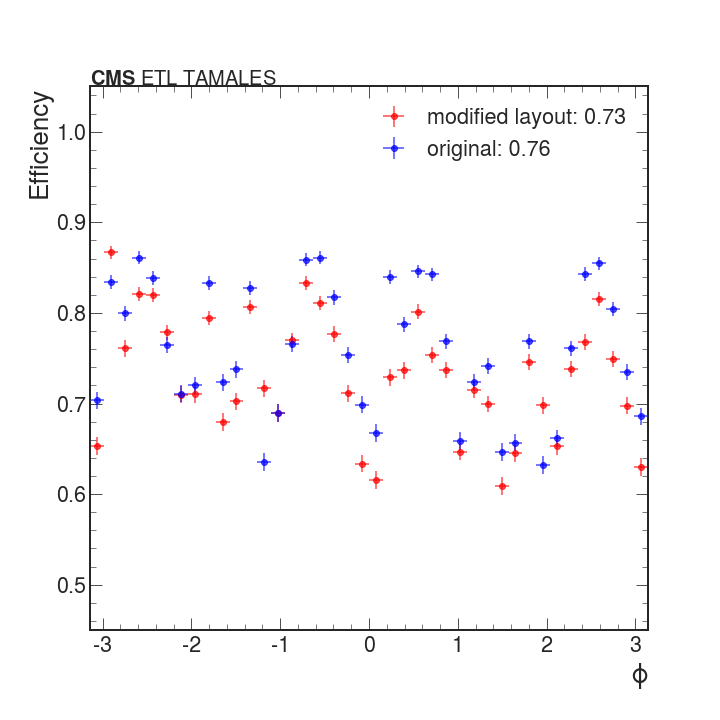 CMS ETL TAMALES
Efficiency
modified layout: 0.73
original: 0.76
1.0
0.9
0.8
0.7
0.6
0.5
-3 -2 -1 0 1 2 3
ϕ